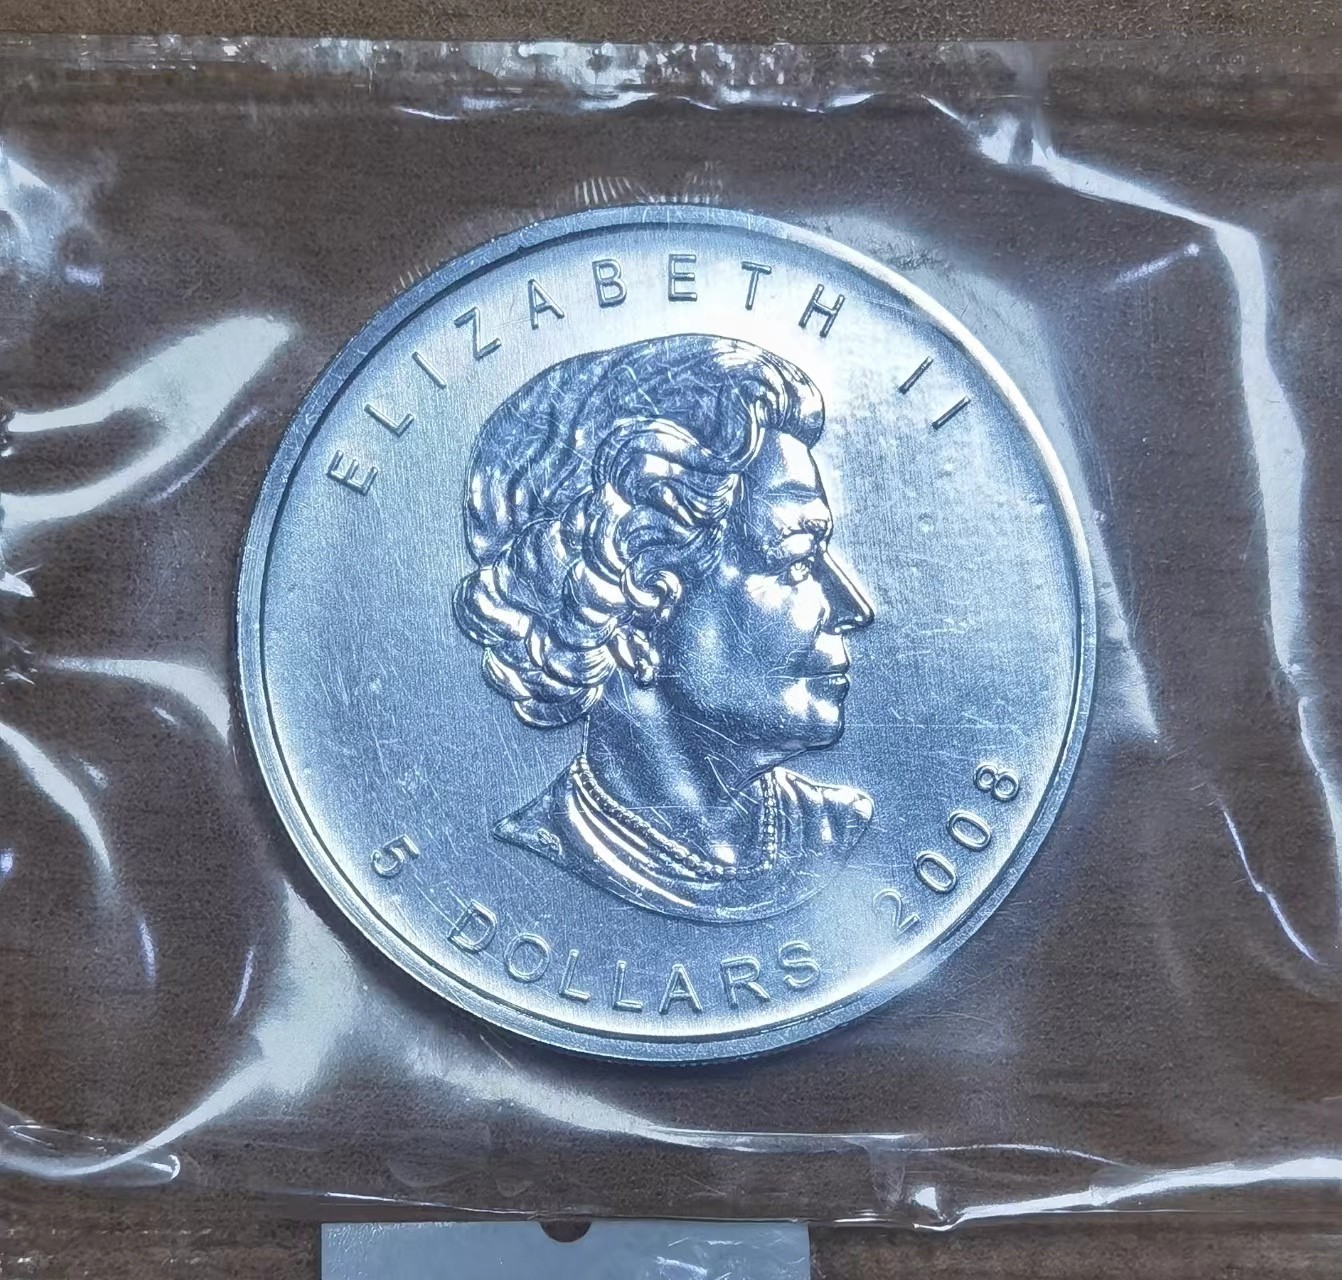 ELIZABETH II
5 DOLLARS 2008